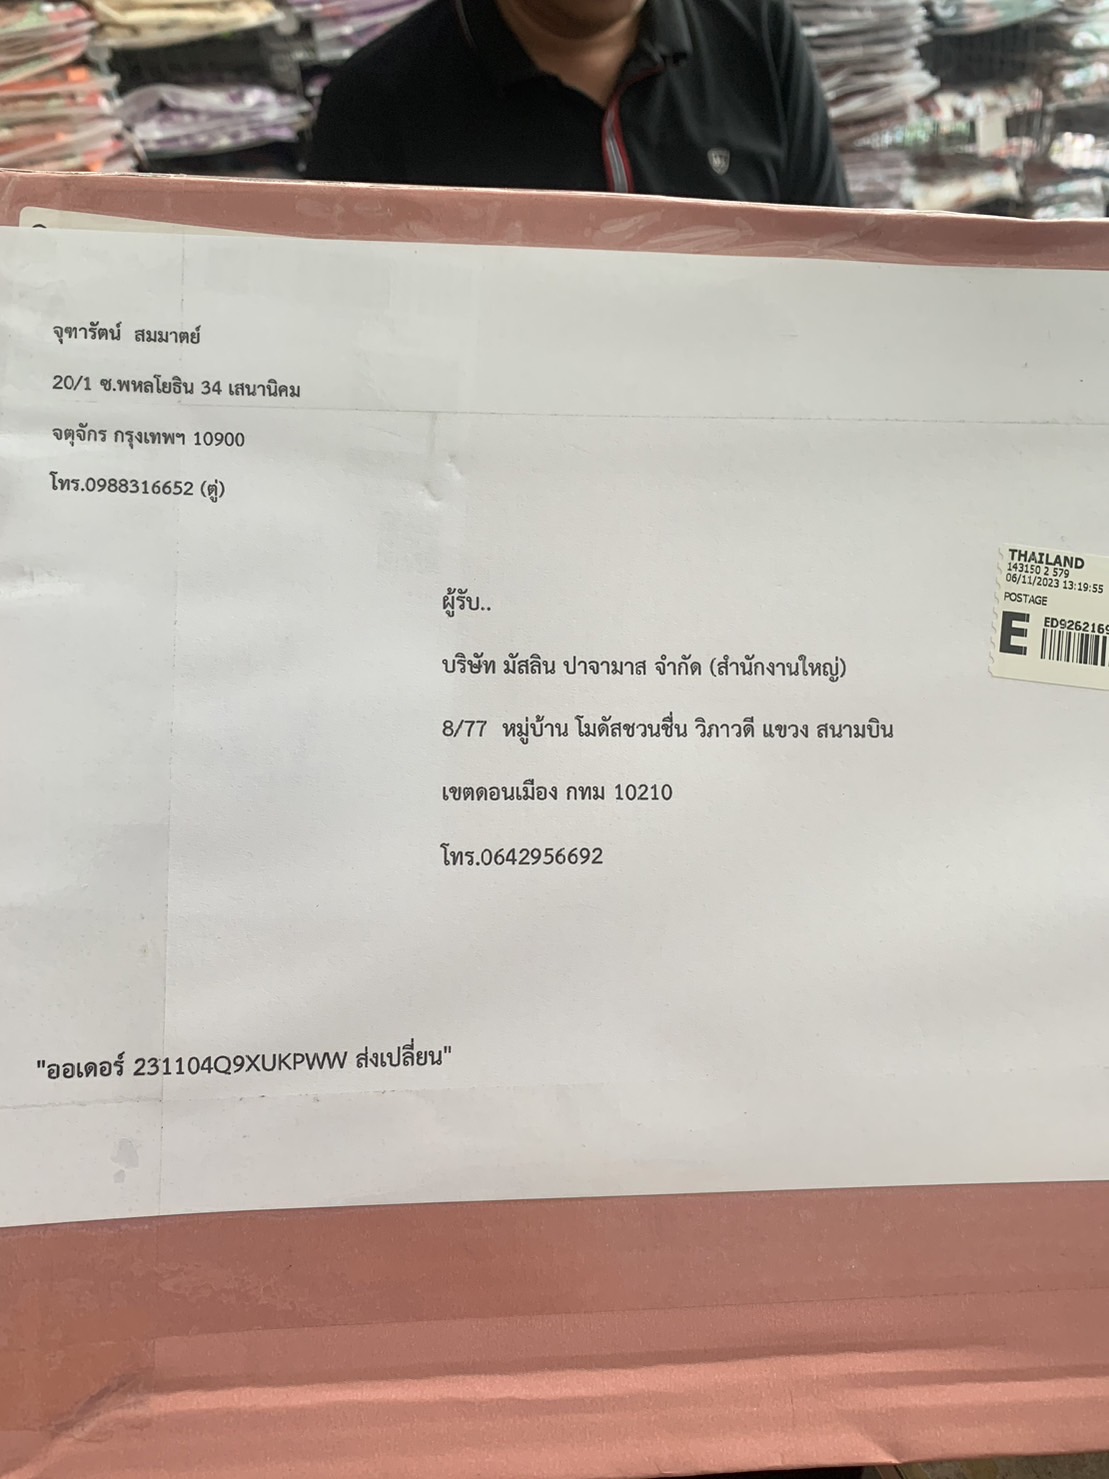 จุฑารัตน์ สมมาตย์
20/1 ซ.พหลโยธิน 34 เสนานิคม
จตุจักร กรุงเทพฯ 10900
โทร.0988316652 (ตู่)
THAILAND
143150 2 579
06/11/2023 13:19:55
POSTAGE
E ED9262169
ผู้รับ..
บริษัท มัสลิน ปาจามาส จำกัด (สำนักงานใหญ่)
8/77 หมู่บ้าน โมดัสชวนชื่น วิภาวดี แขวง สนามบิน
เขตดอนเมือง กทม 10210
โทร.0642956692
"ออเดอร์ 231104Q9XUKPWW ส่งเปลี่ยน"